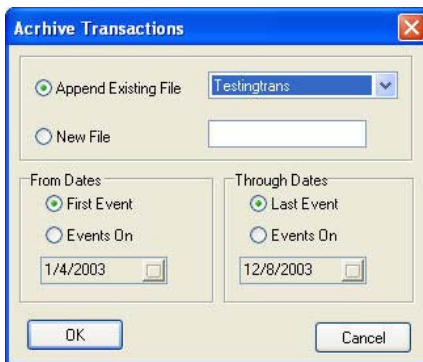 Acrhive Transactions
Append Existing File Testingtrans
New File
From Dates Through Dates
First Event Last Event
Events On Events On
1/4/2003 12/8/2003
OK Cancel